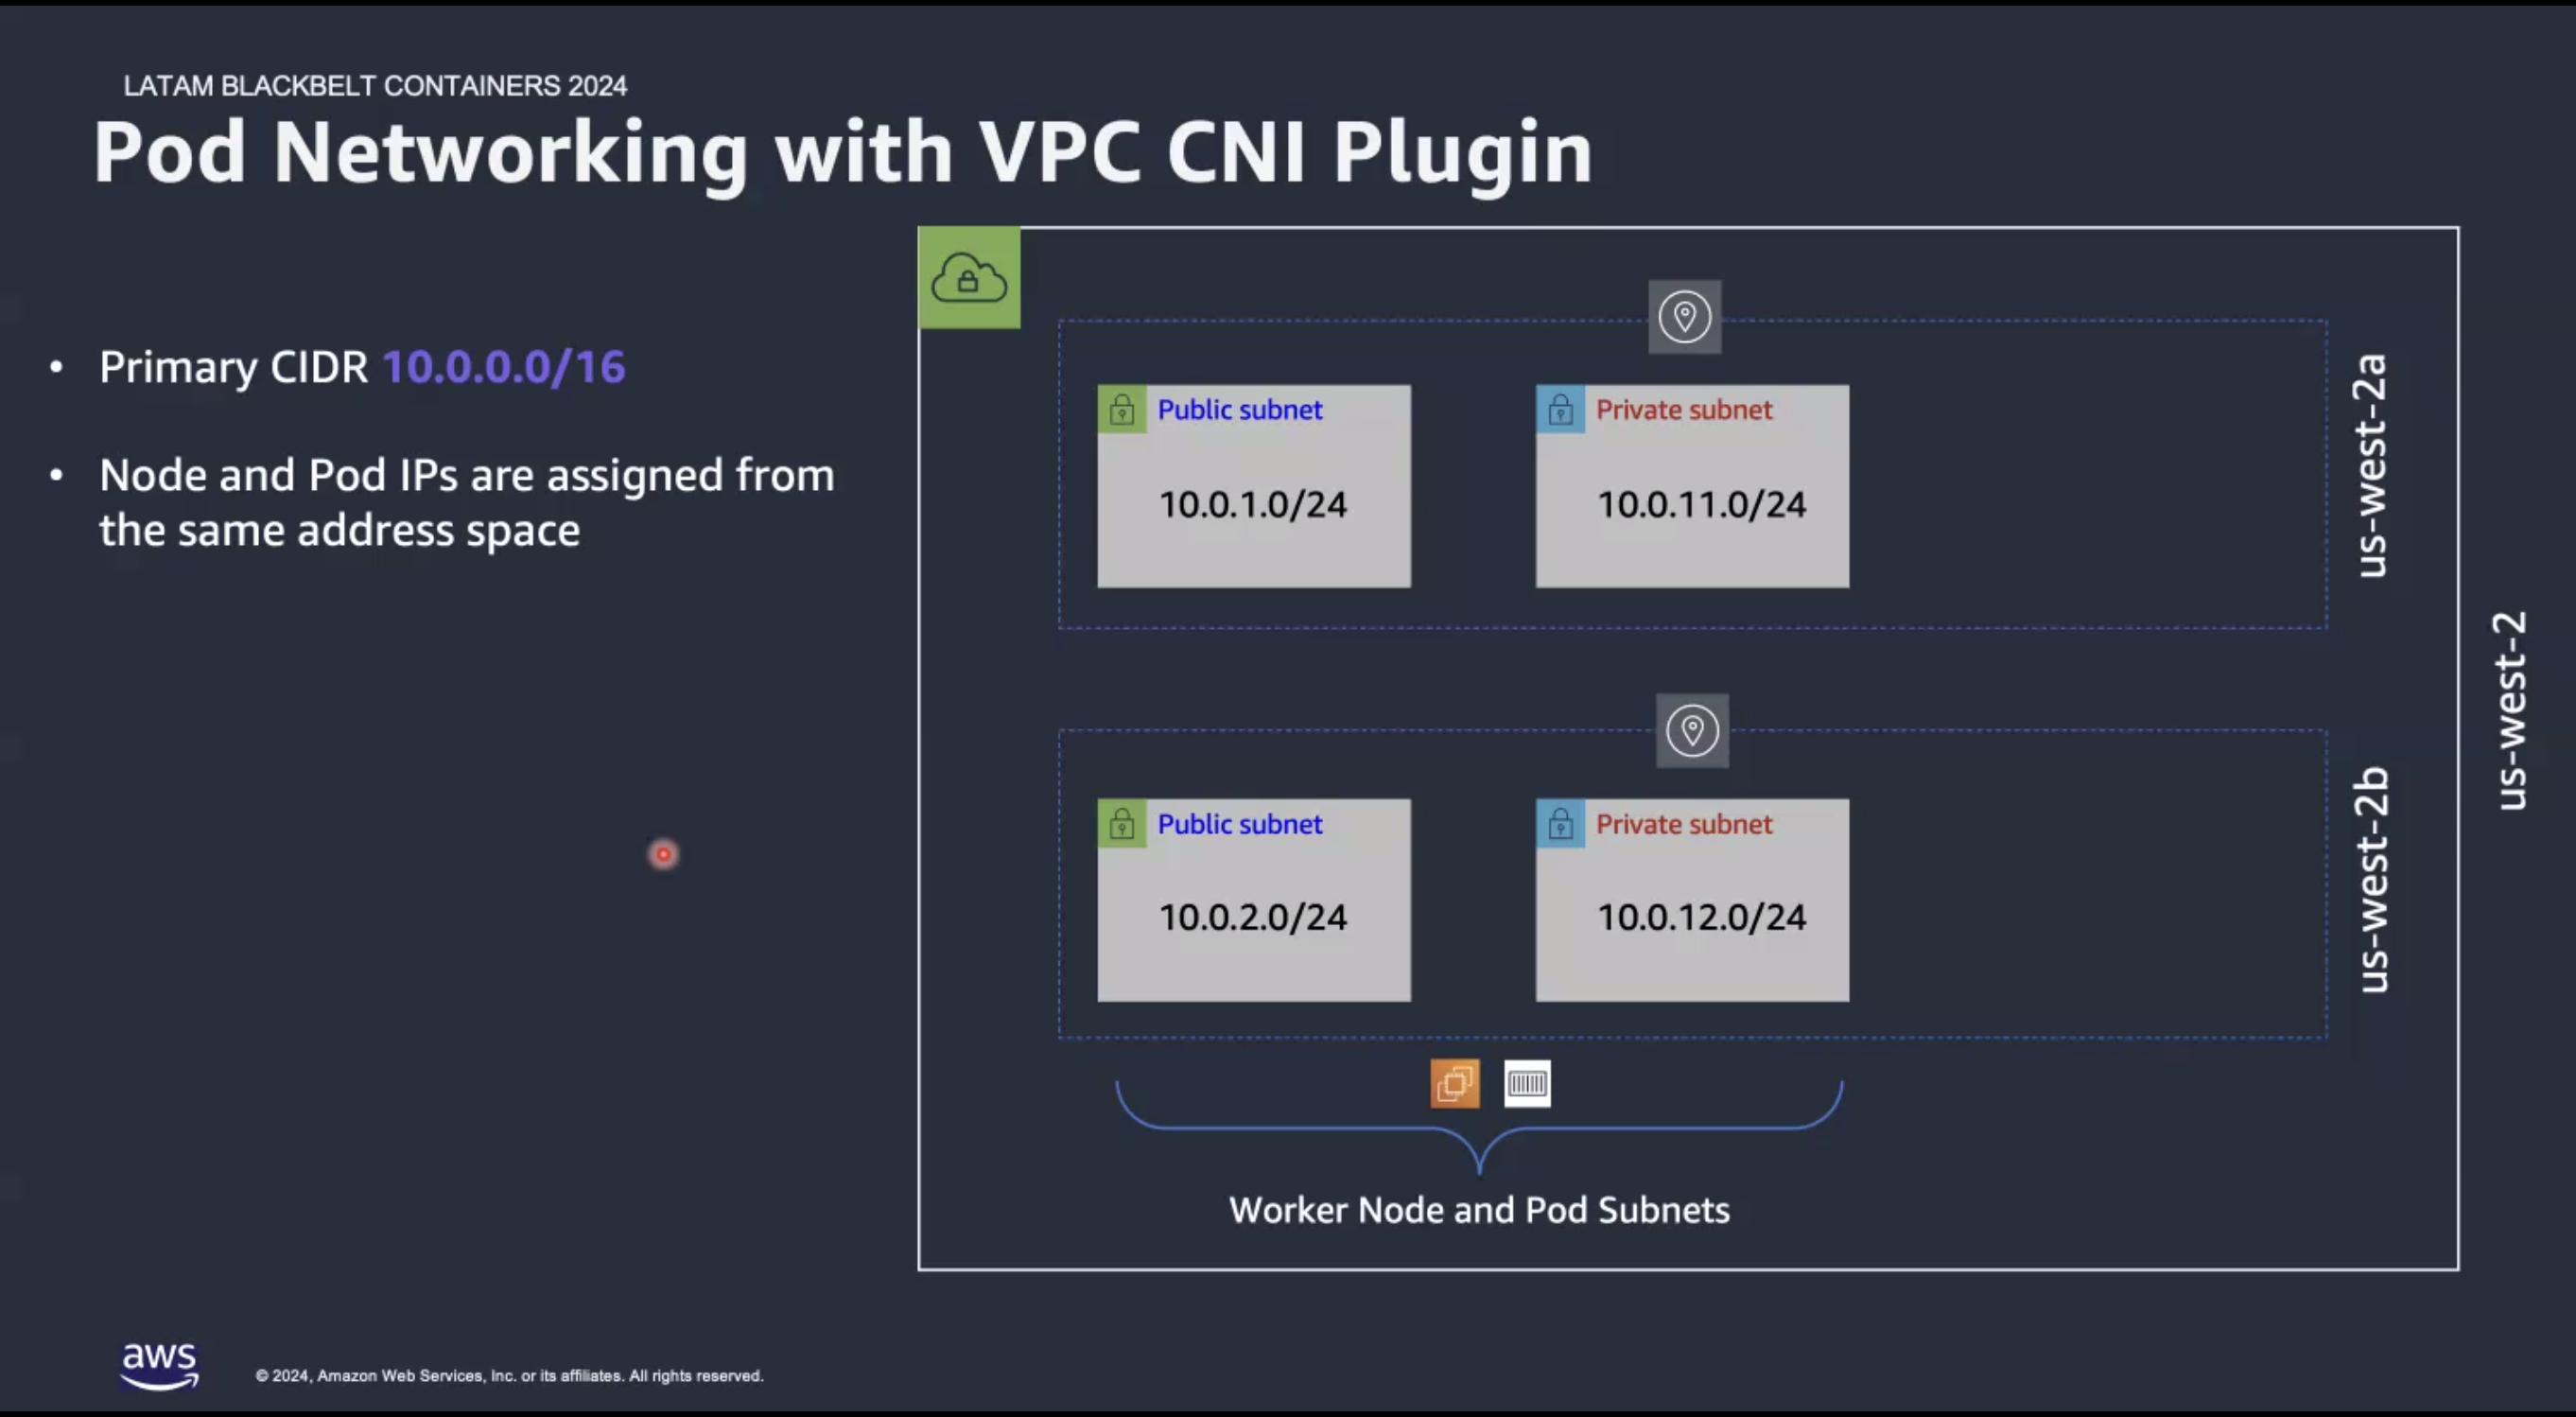 LATAM BLACKBELT CONTAINERS 2024
Pod Networking with VPC CNI Plugin
• Primary CIDR 10.0.0.0/16
• Node and Pod IPs are assigned from
the same address space
Public subnet
10.0.1.0/24
Private subnet
10.0.11.0/24
us-west-2a
Public subnet
10.0.2.0/24
Private subnet
10.0.12.0/24
us-west-2b
us-west-2
Worker Node and Pod Subnets
aws
© 2024, Amazon Web Services, Inc. or its affiliates. All rights reserved.